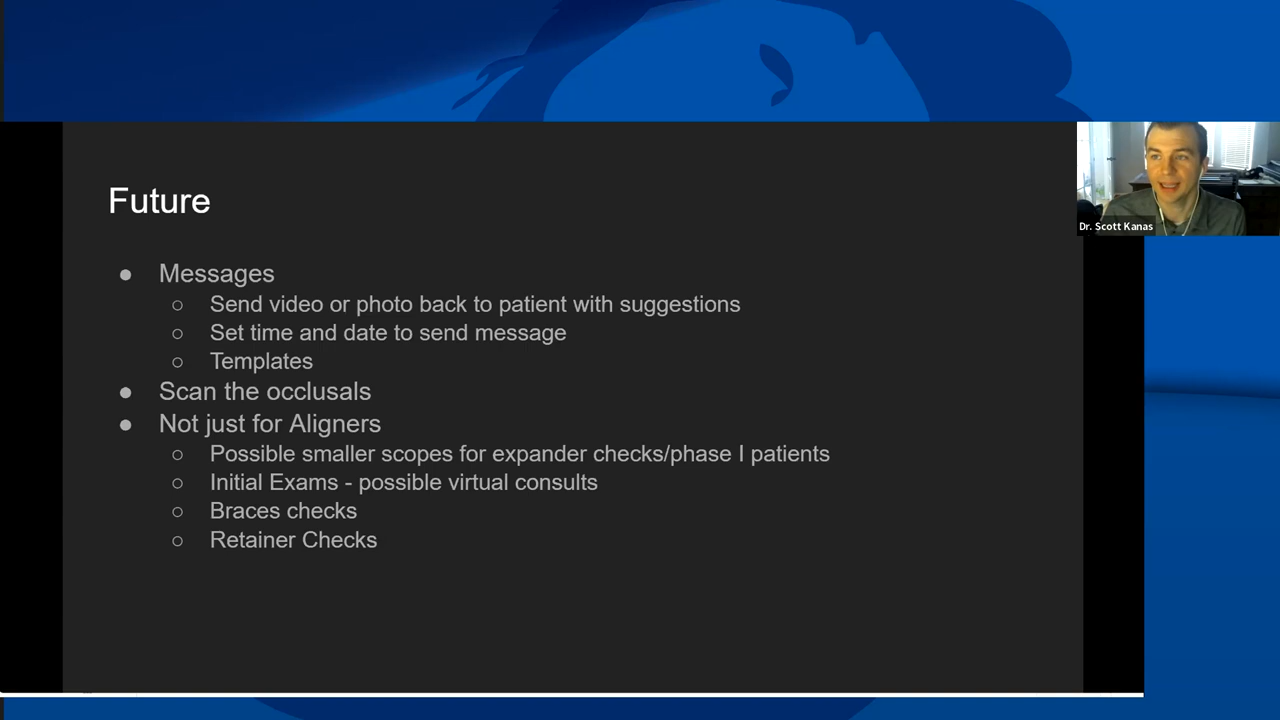 Future
Messages
Send video or photo back to patient with suggestions
Set time and date to send message
Templates
Scan the occlusals
Not just for Aligners
Possible smaller scopes for expander checks/phase I patients
Initial Exams - possible virtual consults
Braces checks
Retainer Checks
Dr. Scott Kanas